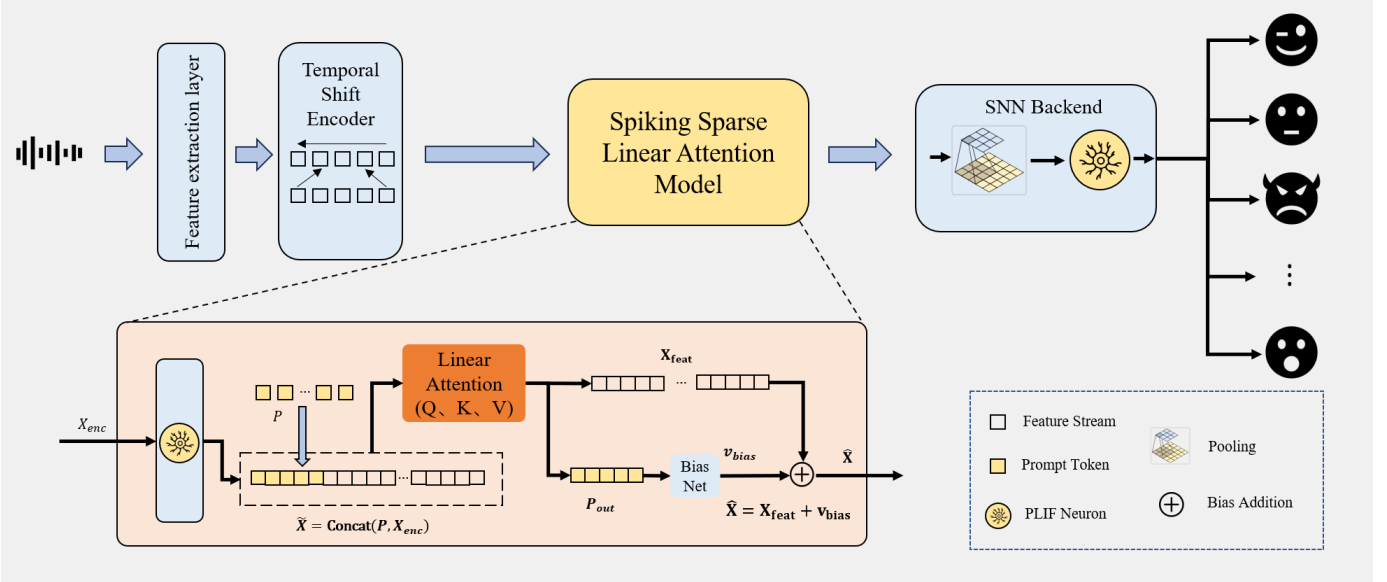 Feature extraction layer
Temporal
Shift
Encoder
Spiking Sparse
Linear Attention
Model
SNN Backend
⋮
X_enc
P
...
X̃ = Concat(P, X_enc)
...
Linear
Attention
(Q、K、V)
X_feat
...
P_out
Bias
Net
v_bias
X̂
X̂ = X_feat + v_bias
Feature Stream
Prompt Token
PLIF Neuron
Pooling
Bias Addition